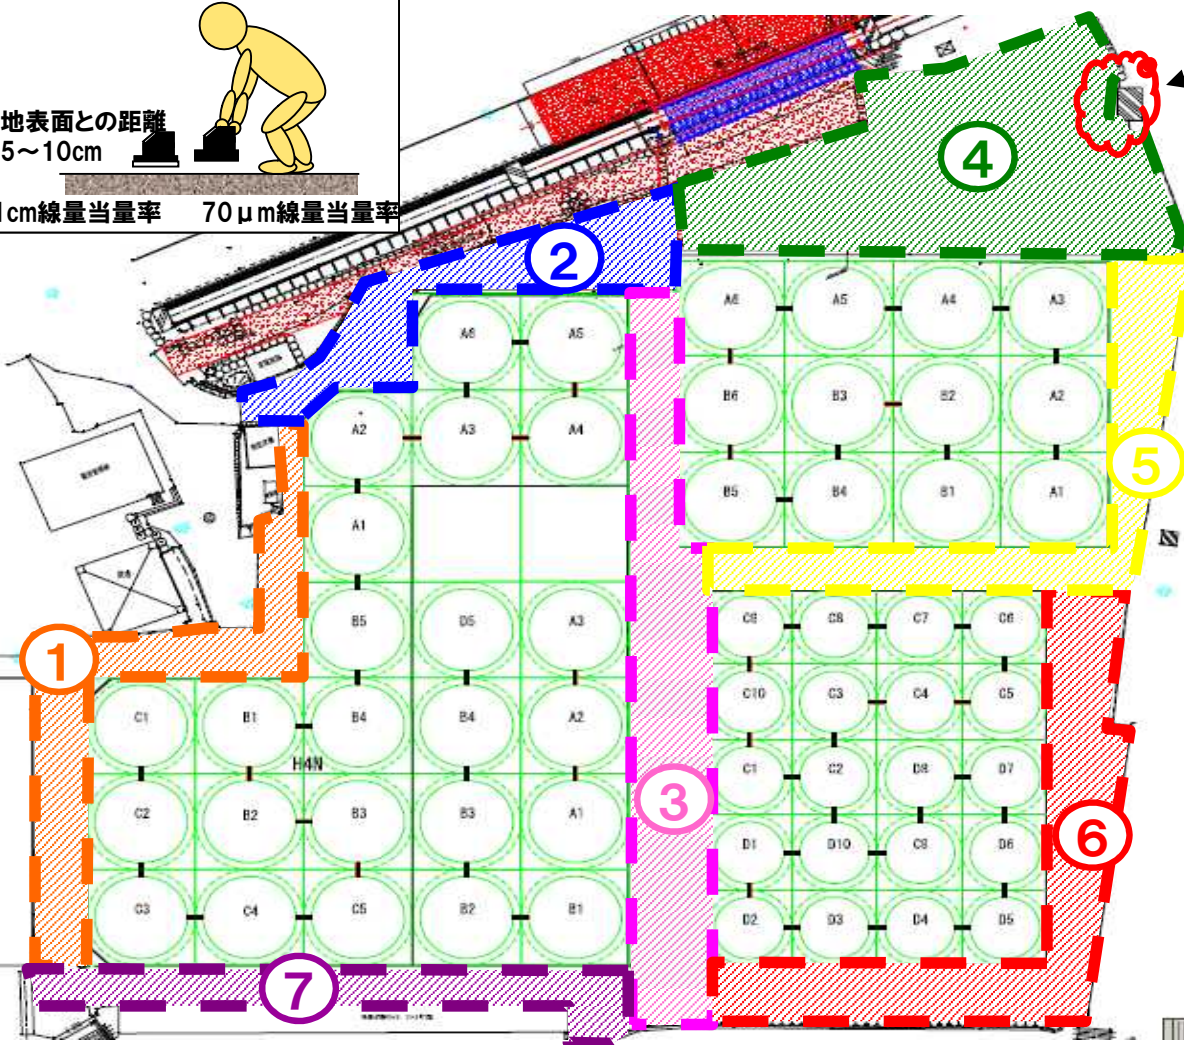 地表面との距離
5～10cm
1cm線量当量率 70μm線量当量率
4
2
A6 A5 A4 A3
A6 A5
B6 B3 B2 A2
A2 A3 A4
5
B5 B4 B1 A1
A1
B5 D5 A3
C9 C8 C7 C6
1
C10 C3 C4 C5
C1 B1 B4 B4 A2
H4N
C1 C2 D8 D7
3
C2 B2 B3 B3 A1
6
D1 D10 C9 D6
C3 C4 C5 B2 B1
D2 D3 D4 D5
7